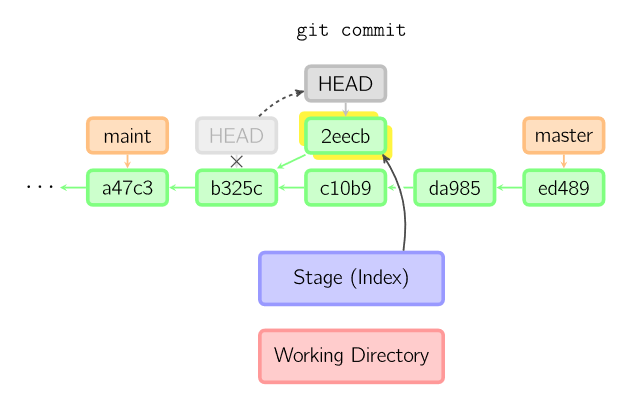 git commit
HEAD
maint HEAD 2eecb master
... a47c3 b325c c10b9 da985 ed489
Stage (Index)
Working Directory